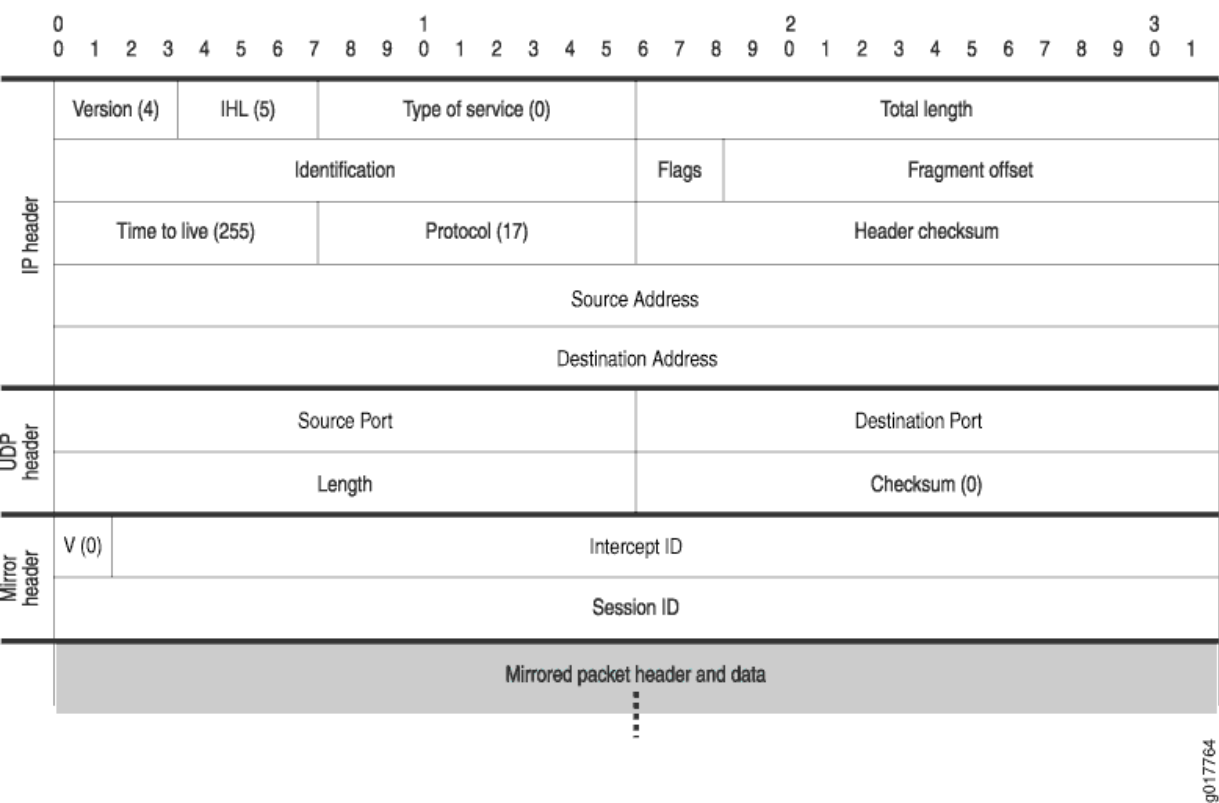 0 1 2 3
0 1 2 3 4 5 6 7 8 9 0 1 2 3 4 5 6 7 8 9 0 1 2 3 4 5 6 7 8 9 0 1
IP header
Version (4) IHL (5) Type of service (0) Total length
Identification Flags Fragment offset
Time to live (255) Protocol (17) Header checksum
Source Address
Destination Address
UDP
header
Source Port Destination Port
Length Checksum (0)
Mirror
header
V (0) Intercept ID
Session ID
Mirrored packet header and data
g017764